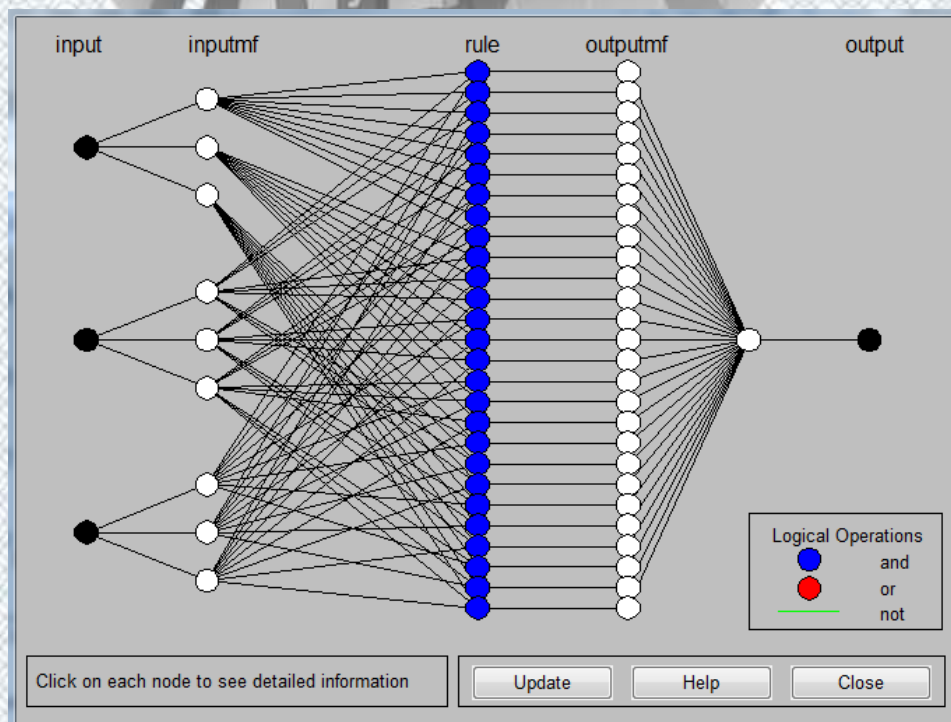 input inputmf rule outputmf output
Logical Operations
and
or
not
Click on each node to see detailed information
Update Help Close